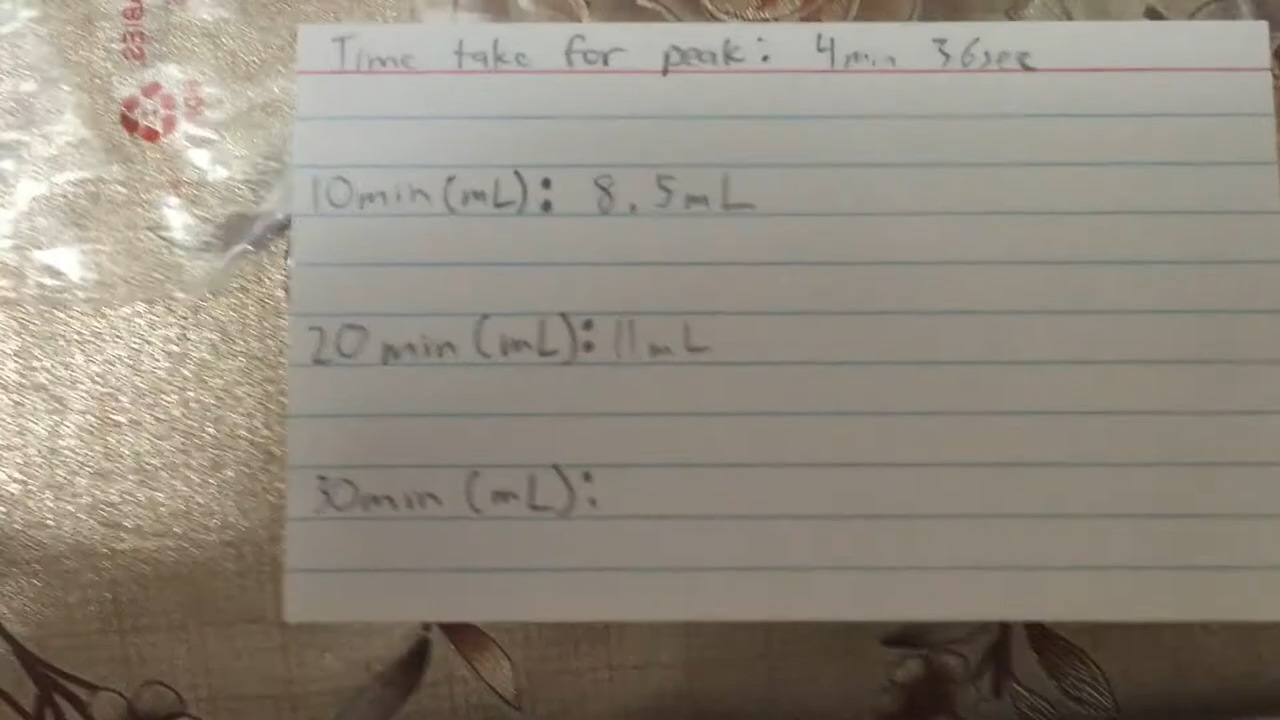 Time take for peak: 4min 36sec
10min (mL): 8.5mL
20min (mL): 11mL
30min (mL):